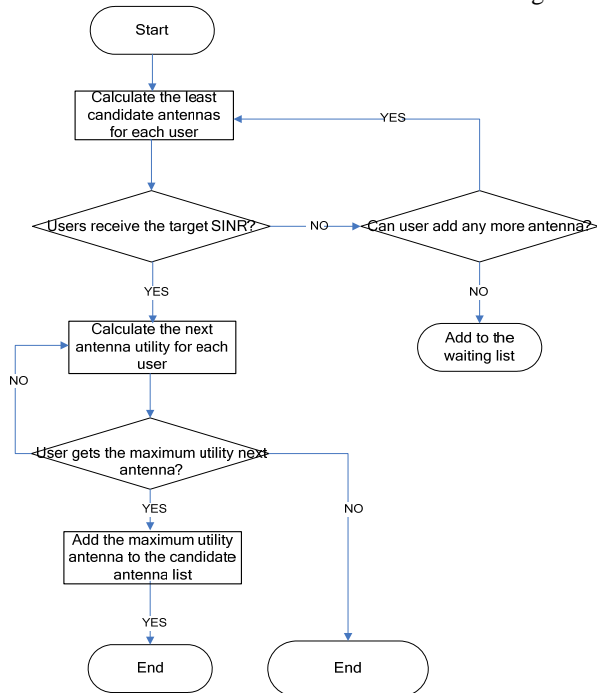 Start
Calculate the least
candidate antennas
for each user
YES
Users receive the target SINR?
NO
Can user add any more antenna?
YES
NO
Calculate the next
antenna utility for each
user
Add to the
waiting list
NO
User gets the maximum utility next
antenna?
YES
NO
Add the maximum utility
antenna to the candidate
antenna list
YES
End
End